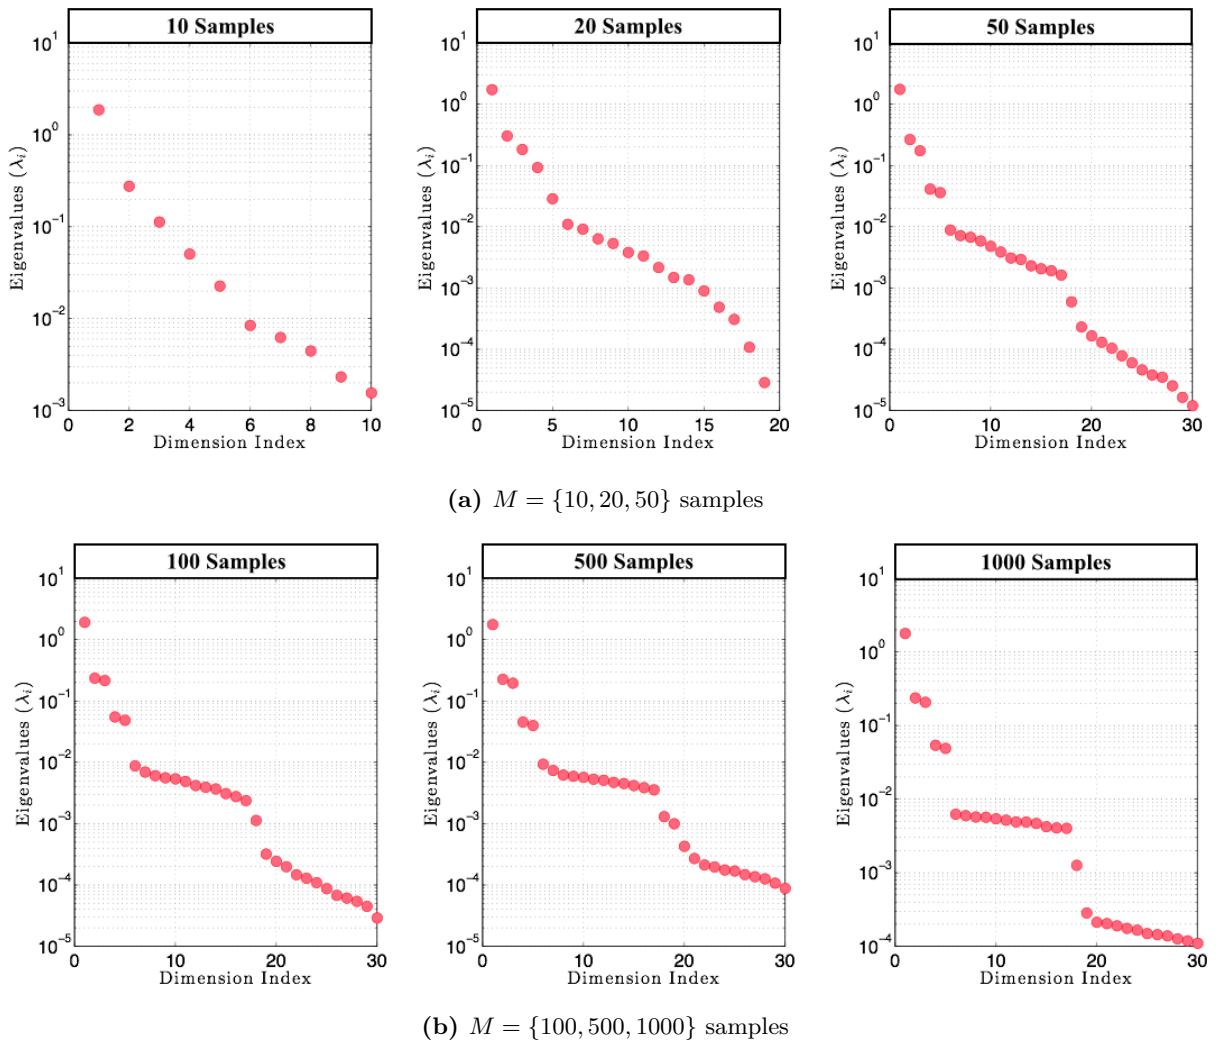 10 Samples
20 Samples
50 Samples
10^1
10^0
10^-1
10^-2
10^-3
Eigenvalues (λ_i)
0 2 4 6 8 10
Dimension Index
10^1
10^0
10^-1
10^-2
10^-3
10^-4
10^-5
Eigenvalues (λ_i)
0 5 10 15 20
Dimension Index
10^1
10^0
10^-1
10^-2
10^-3
10^-4
10^-5
Eigenvalues (λ_i)
0 10 20 30
Dimension Index
(a) M = {10, 20, 50} samples
100 Samples
500 Samples
1000 Samples
10^1
10^0
10^-1
10^-2
10^-3
10^-4
10^-5
Eigenvalues (λ_i)
0 10 20 30
Dimension Index
10^1
10^0
10^-1
10^-2
10^-3
10^-4
10^-5
Eigenvalues (λ_i)
0 10 20 30
Dimension Index
10^1
10^0
10^-1
10^-2
10^-3
10^-4
Eigenvalues (λ_i)
0 10 20 30
Dimension Index
(b) M = {100, 500, 1000} samples